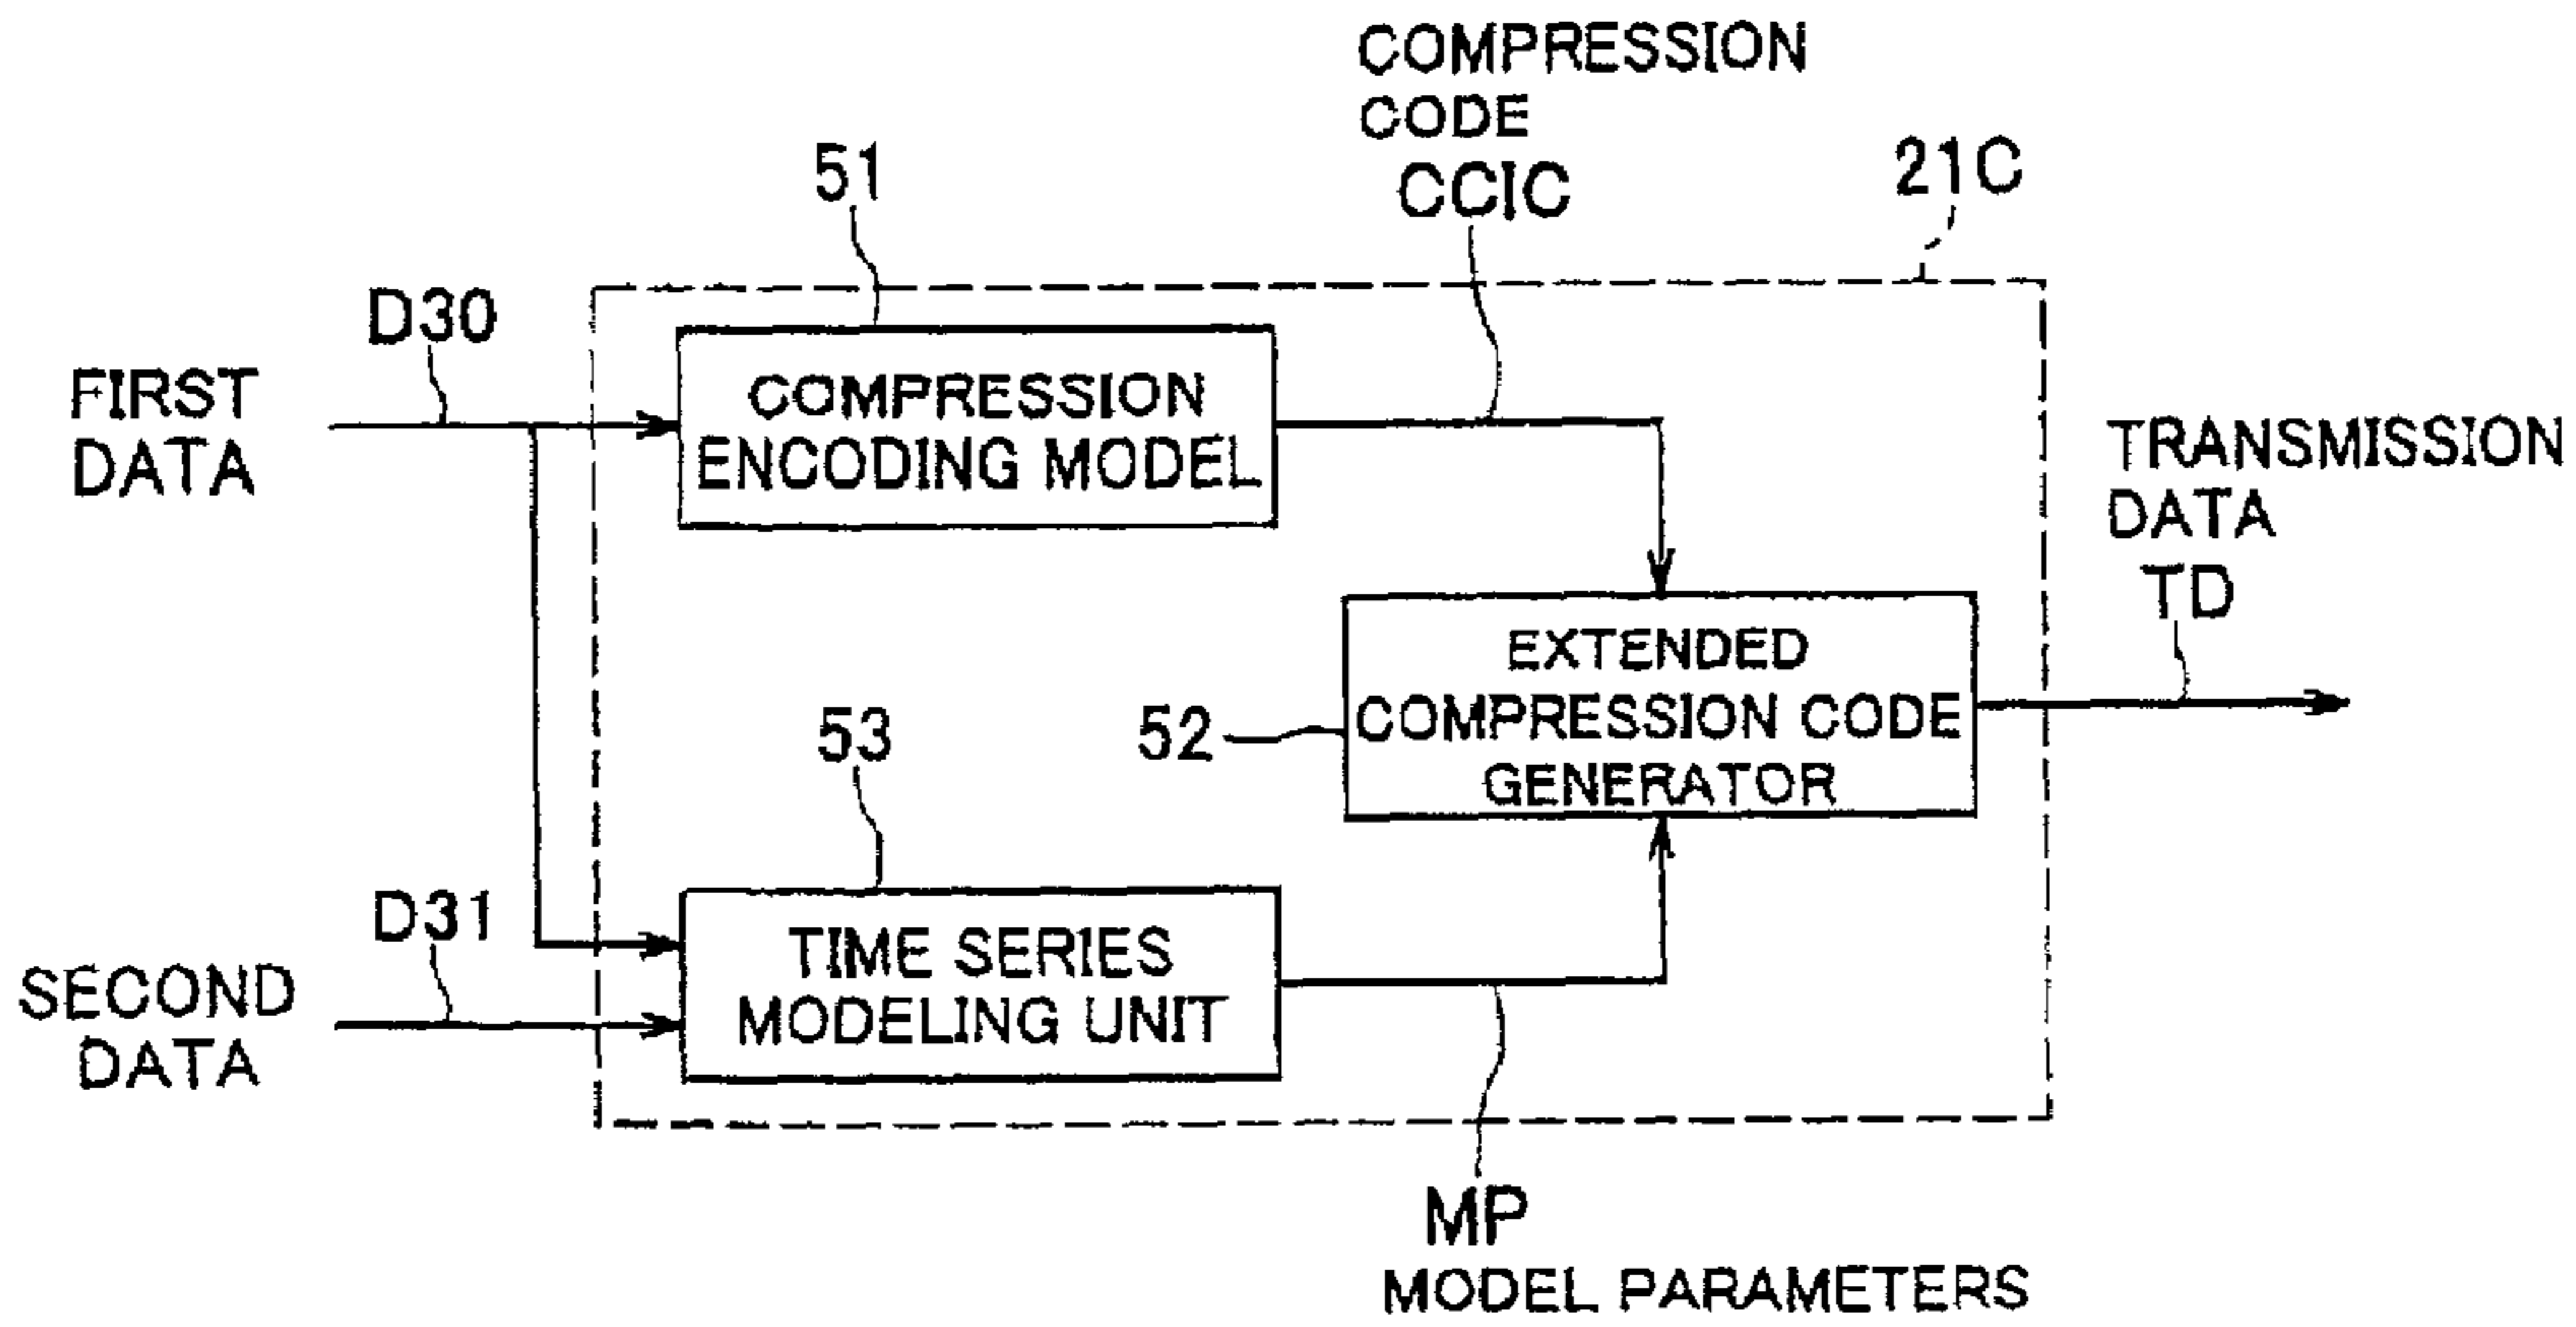 COMPRESSION
CODE
CCIC
51
21C
D30
FIRST
DATA
COMPRESSION
ENCODING MODEL
TRANSMISSION
DATA
TD
EXTENDED
COMPRESSION CODE
GENERATOR
52
53
D31
SECOND
DATA
TIME SERIES
MODELING UNIT
MP
MODEL PARAMETERS